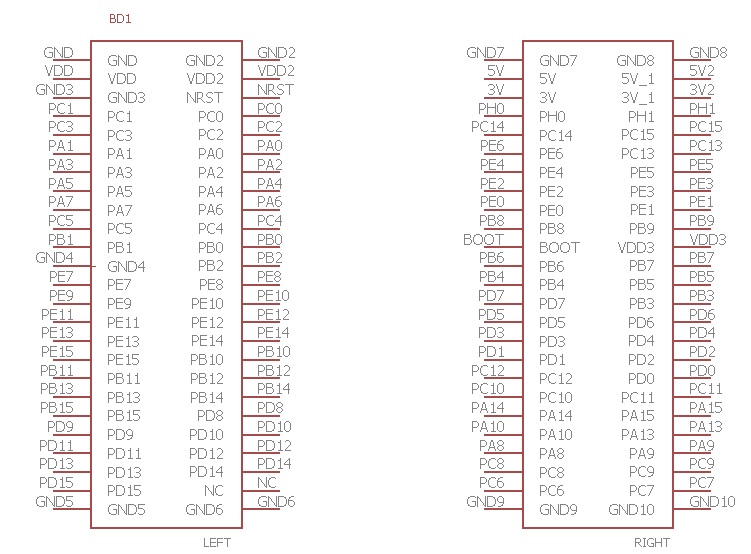 BD1
GND GND GND2 GND2 GND7 GND7 GND8 GND8
VDD VDD VDD2 VDD2 5V 5V 5V_1 5V2
GND3 GND3 NRST NRST 3V 3V 3V_1 3V2
PC1 PC1 PC0 PC0 PH0 PH0 PH1 PH1
PC3 PC3 PC2 PC2 PC14 PC14 PC15 PC15
PA1 PA1 PA0 PA0 PE6 PE6 PC13 PC13
PA3 PA3 PA2 PA2 PE4 PE4 PE5 PE5
PA5 PA5 PA4 PA4 PE2 PE2 PE3 PE3
PA7 PA7 PA6 PA6 PE0 PE0 PE1 PE1
PC5 PC5 PC4 PC4 PB8 PB8 PB9 PB9
PB1 PB1 PB0 PB0 BOOT BOOT VDD3 VDD3
GND4 GND4 PB2 PB2 PB6 PB6 PB7 PB7
PE7 PE7 PE8 PE8 PB4 PB4 PB5 PB5
PE9 PE9 PE10 PE10 PD7 PD7 PB3 PB3
PE11 PE11 PE12 PE12 PD5 PD5 PD6 PD6
PE13 PE13 PE14 PE14 PD3 PD3 PD4 PD4
PE15 PE15 PB10 PB10 PD1 PD1 PD2 PD2
PB11 PB11 PB12 PB12 PC12 PC12 PD0 PD0
PB13 PB13 PB14 PB14 PC10 PC10 PC11 PC11
PB15 PB15 PD8 PD8 PA14 PA14 PA15 PA15
PD9 PD9 PD10 PD10 PA10 PA10 PA13 PA13
PD11 PD11 PD12 PD12 PA8 PA8 PA9 PA9
PD13 PD13 PD14 PD14 PC8 PC8 PC9 PC9
PD15 PD15 NC NC PC6 PC6 PC7 PC7
GND5 GND5 GND6 GND6 GND9 GND9 GND10 GND10
LEFT RIGHT